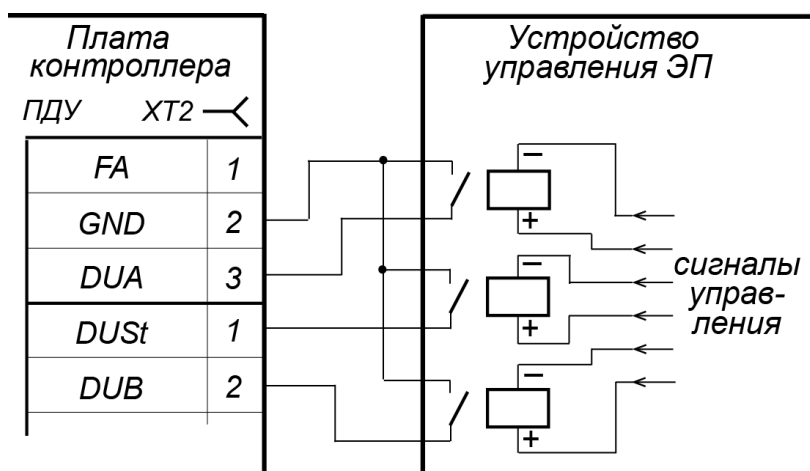 Плата
контроллера
ПДУ XT2
FA 1
GND 2
DUA 3
DUSt 1
DUB 2
Устройство
управления ЭП
−
+
−
+
−
+
сигналы
управ-
ления